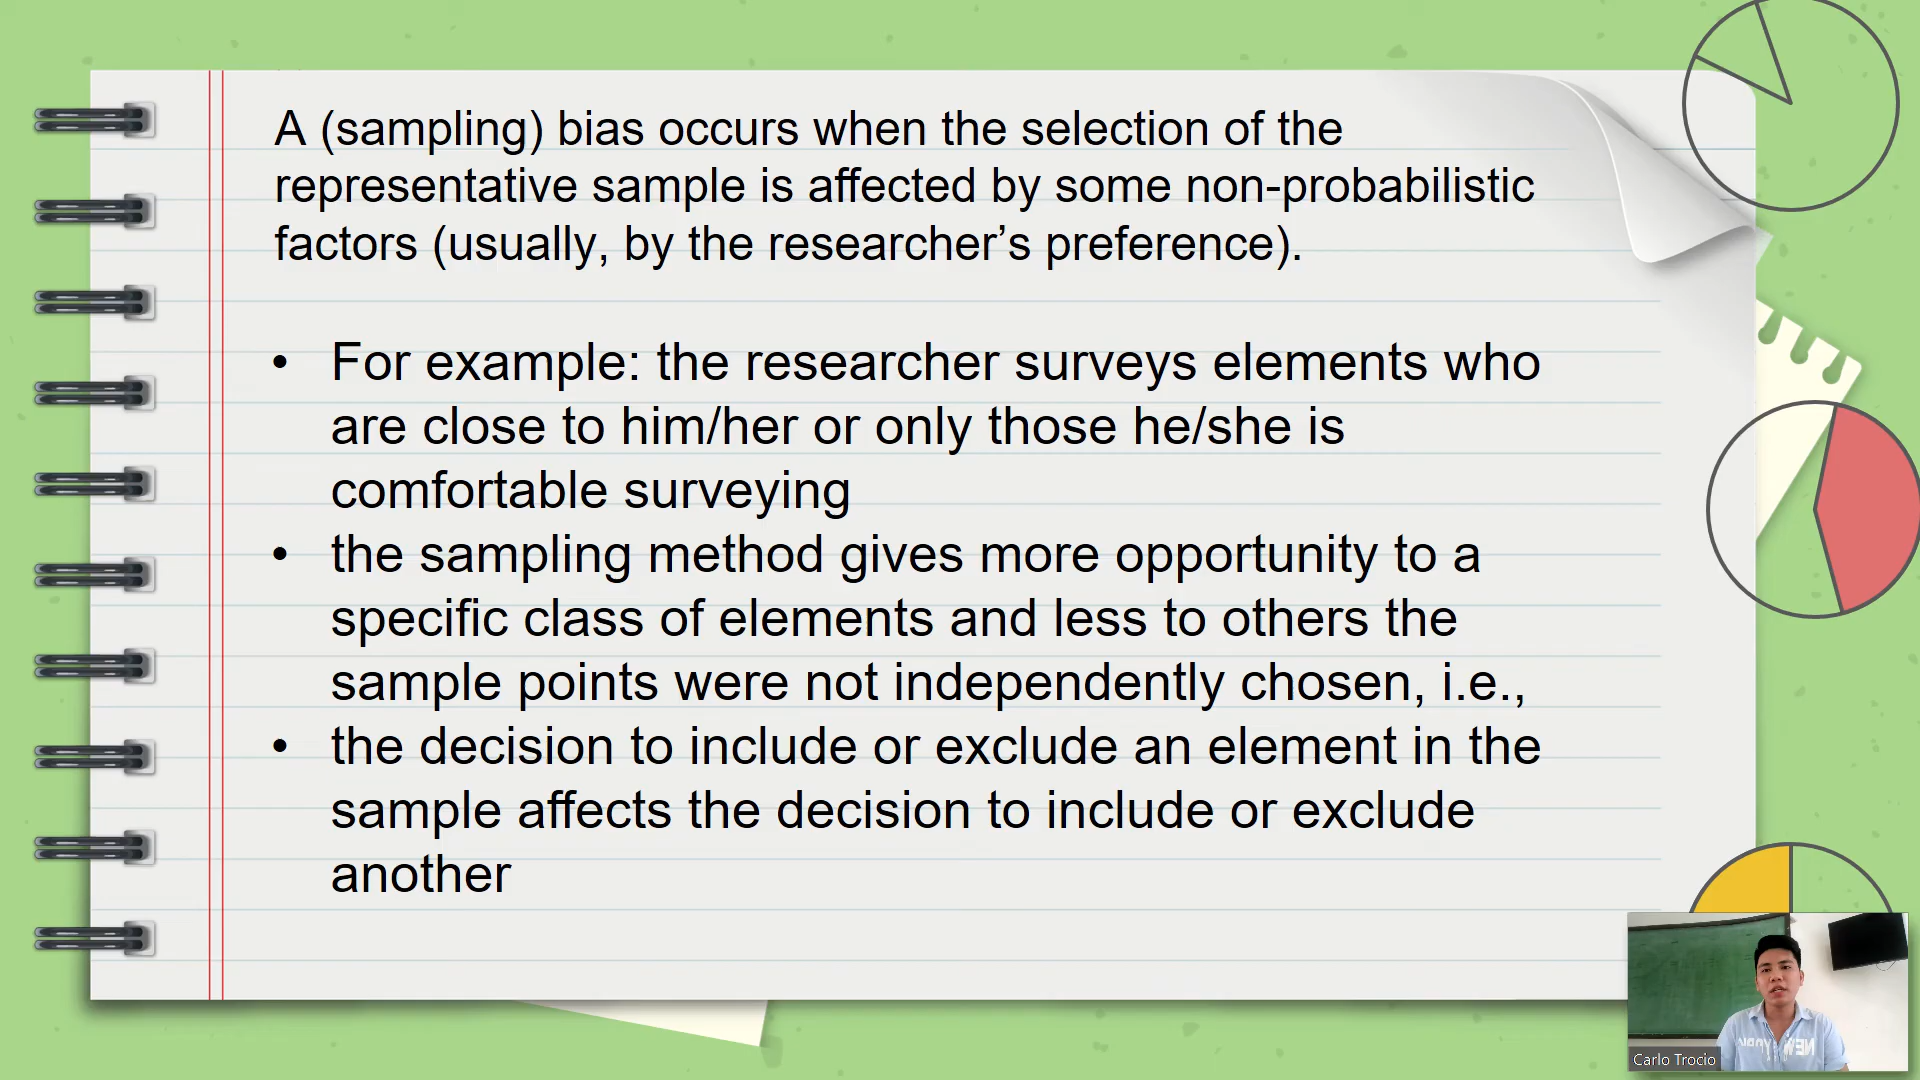 A (sampling) bias occurs when the selection of the
representative sample is affected by some non-probabilistic
factors (usually, by the researcher’s preference).
• For example: the researcher surveys elements who
are close to him/her or only those he/she is
comfortable surveying
• the sampling method gives more opportunity to a
specific class of elements and less to others the
sample points were not independently chosen, i.e.,
• the decision to include or exclude an element in the
sample affects the decision to include or exclude
another
Carlo Trocio